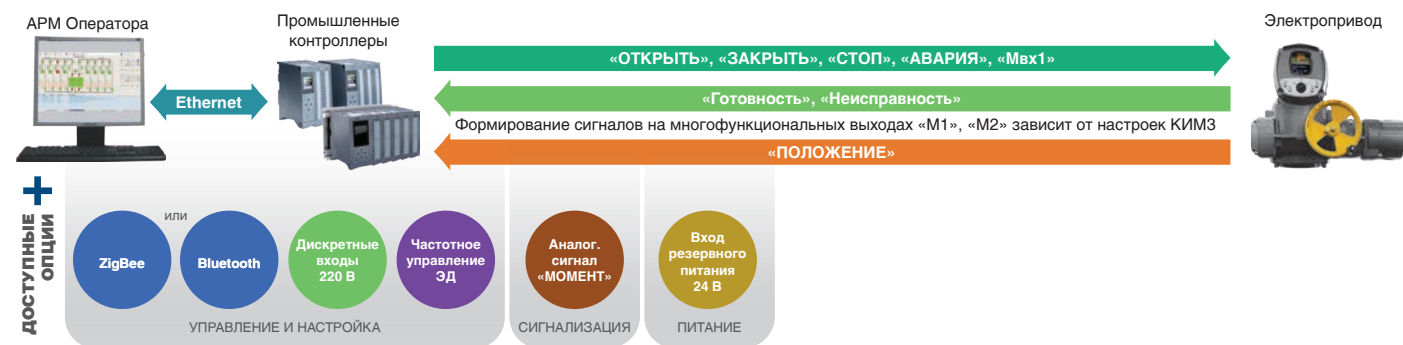 АРМ Оператора
Промышленные
контроллеры
Электропривод
«ОТКРЫТЬ», «ЗАКРЫТЬ», «СТОП», «АВАРИЯ», «Мвх1»
Ethernet
«Готовность», «Неисправность»
Формирование сигналов на многофункциональных выходах «М1», «М2» зависит от настроек КИМ3
«ПОЛОЖЕНИЕ»
ДОСТУПНЫЕ
ОПЦИИ
+
ZigBee
или
Bluetooth
Дискретные
входы
220 В
Частотное
управление
ЭД
Аналог.
сигнал
«МОМЕНТ»
Вход
резервного
питания
24 В
УПРАВЛЕНИЕ И НАСТРОЙКА
СИГНАЛИЗАЦИЯ
ПИТАНИЕ